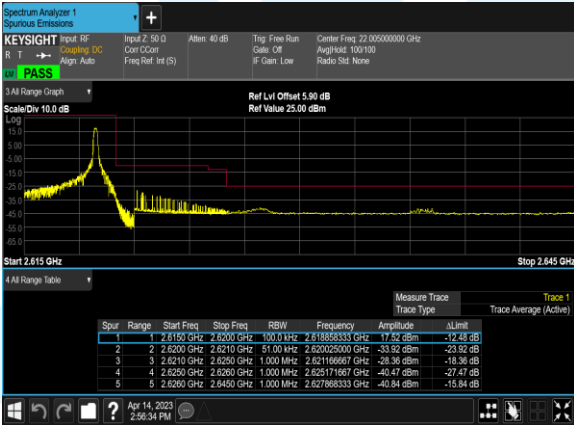 Spectrum Analyzer 1
Spurious Emissions
+
KEYSIGHT Input: RF Input Z: 50 Ω Atten: 40 dB Trig: Free Run Center Freq: 22.005000000 GHz
R T Coupling: DC Corr CCorr Gate: Off Avg|Hold: 100/100
Align: Auto Freq Ref: Int (S) IF Gain: Low Radio Std: None
PASS
3 All Range Graph
Ref Lvl Offset 5.90 dB
Scale/Div 10.0 dB Ref Value 25.00 dBm
Log
15.0
5.00
-5.00
-15.0
-25.0
-35.0
-45.0
-55.0
-65.0
Start 2.615 GHz Stop 2.645 GHz
4 All Range Table
Measure Trace Trace 1
Trace Type Trace Average (Active)
Spur Range Start Freq Stop Freq RBW Frequency Amplitude ΔLimit
1 1 2.6150 GHz 2.6200 GHz 100.0 kHz 2.618858333 GHz 17.52 dBm -12.48 dB
2 2 2.6200 GHz 2.6210 GHz 51.00 kHz 2.620025000 GHz -33.92 dBm -23.92 dB
3 3 2.6210 GHz 2.6250 GHz 1.000 MHz 2.621166667 GHz -28.36 dBm -18.36 dB
4 4 2.6250 GHz 2.6260 GHz 1.000 MHz 2.625171667 GHz -40.47 dBm -27.47 dB
5 5 2.6260 GHz 2.6450 GHz 1.000 MHz 2.627868333 GHz -40.84 dBm -15.84 dB
? Apr 14, 2023
2:56:34 PM